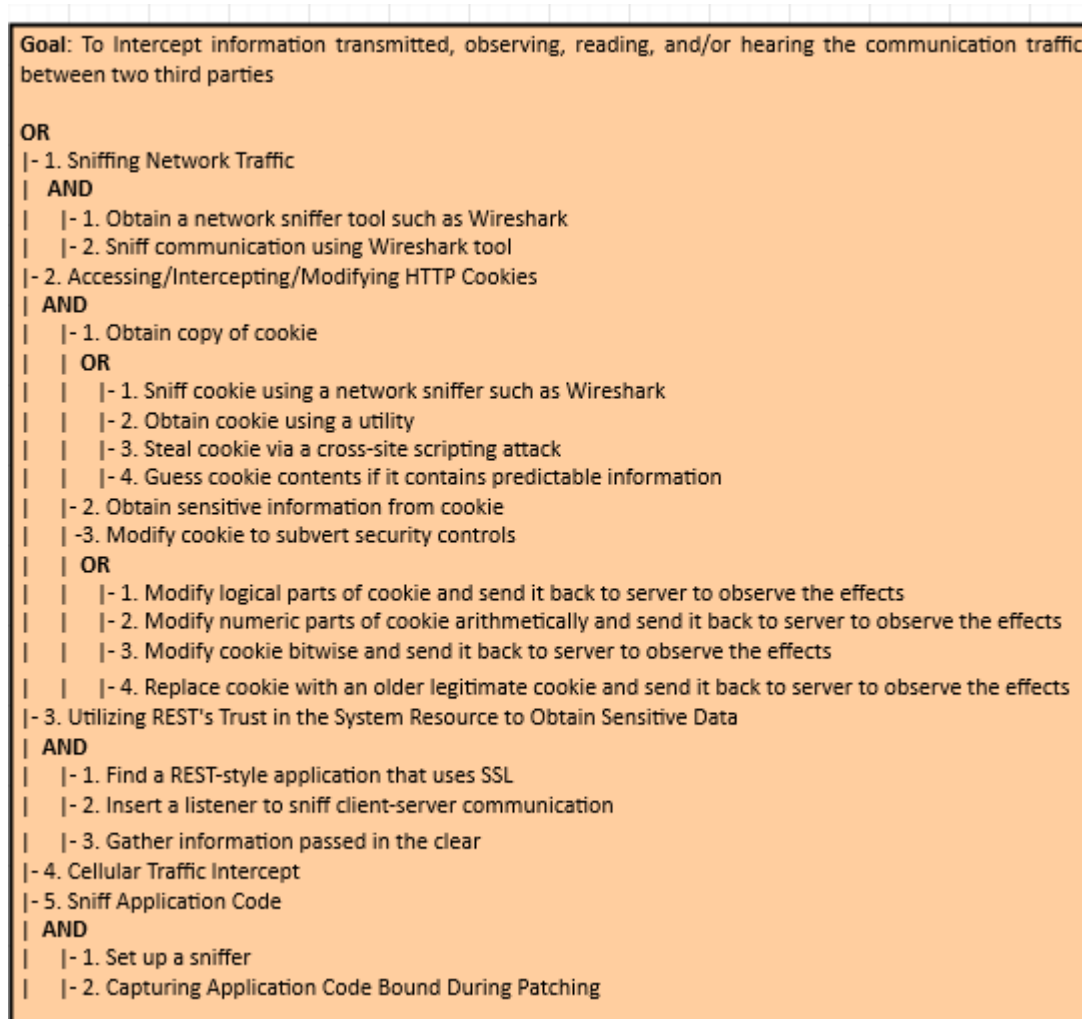 Goal: To Intercept information transmitted, observing, reading, and/or hearing the communication traffic
between two third parties
OR
|- 1. Sniffing Network Traffic
| AND
| |- 1. Obtain a network sniffer tool such as Wireshark
| |- 2. Sniff communication using Wireshark tool
|- 2. Accessing/Intercepting/Modifying HTTP Cookies
| AND
| |- 1. Obtain copy of cookie
| | OR
| | |- 1. Sniff cookie using a network sniffer such as Wireshark
| | |- 2. Obtain cookie using a utility
| | |- 3. Steal cookie via a cross-site scripting attack
| | |- 4. Guess cookie contents if it contains predictable information
| |- 2. Obtain sensitive information from cookie
| | -3. Modify cookie to subvert security controls
| | OR
| | |- 1. Modify logical parts of cookie and send it back to server to observe the effects
| | |- 2. Modify numeric parts of cookie arithmetically and send it back to server to observe the effects
| | |- 3. Modify cookie bitwise and send it back to server to observe the effects
| | |- 4. Replace cookie with an older legitimate cookie and send it back to server to observe the effects
|- 3. Utilizing REST's Trust in the System Resource to Obtain Sensitive Data
| AND
| |- 1. Find a REST-style application that uses SSL
| |- 2. Insert a listener to sniff client-server communication
| |- 3. Gather information passed in the clear
|- 4. Cellular Traffic Intercept
|- 5. Sniff Application Code
| AND
| |- 1. Set up a sniffer
| |- 2. Capturing Application Code Bound During Patching